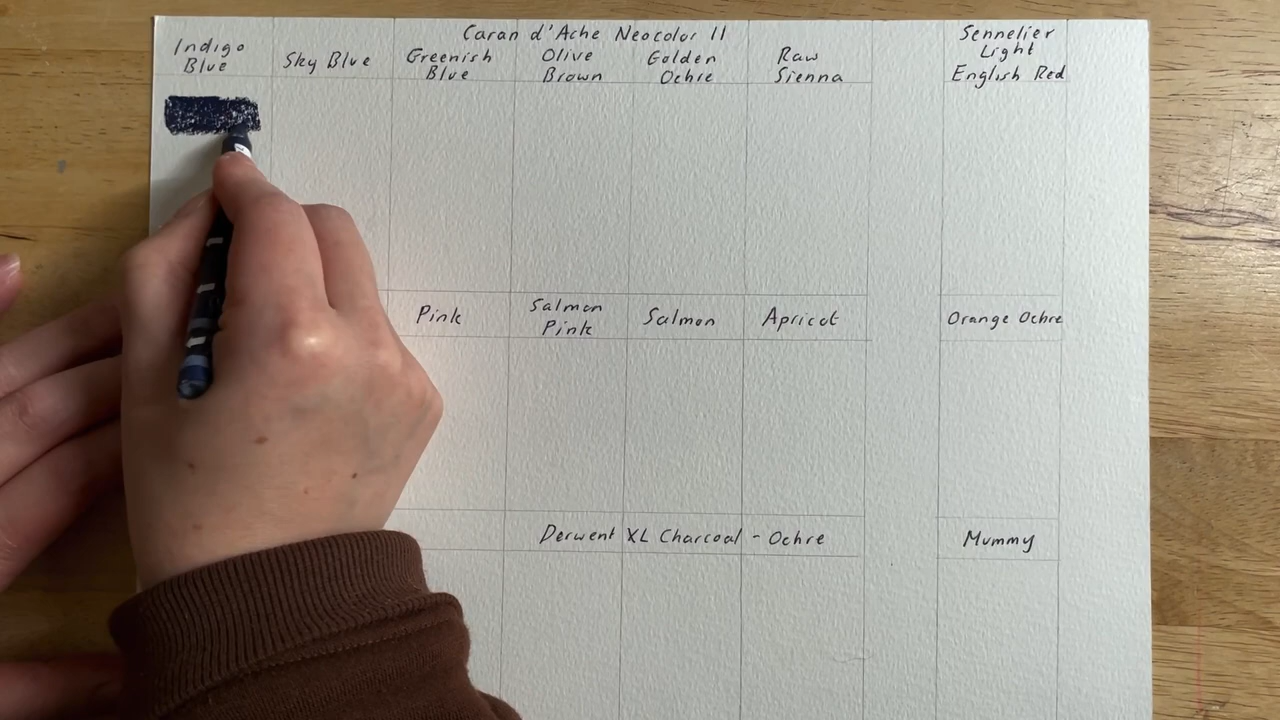 Caran d'Ache Neocolor II
Indigo
Blue
Sky Blue
Greenish
Blue
Olive
Brown
Golden
Ochre
Raw
Sienna
Sennelier
Light
English Red
Pink
Salmon
Pink
Salmon
Apricot
Orange Ochre
Derwent XL Charcoal - Ochre
Mummy